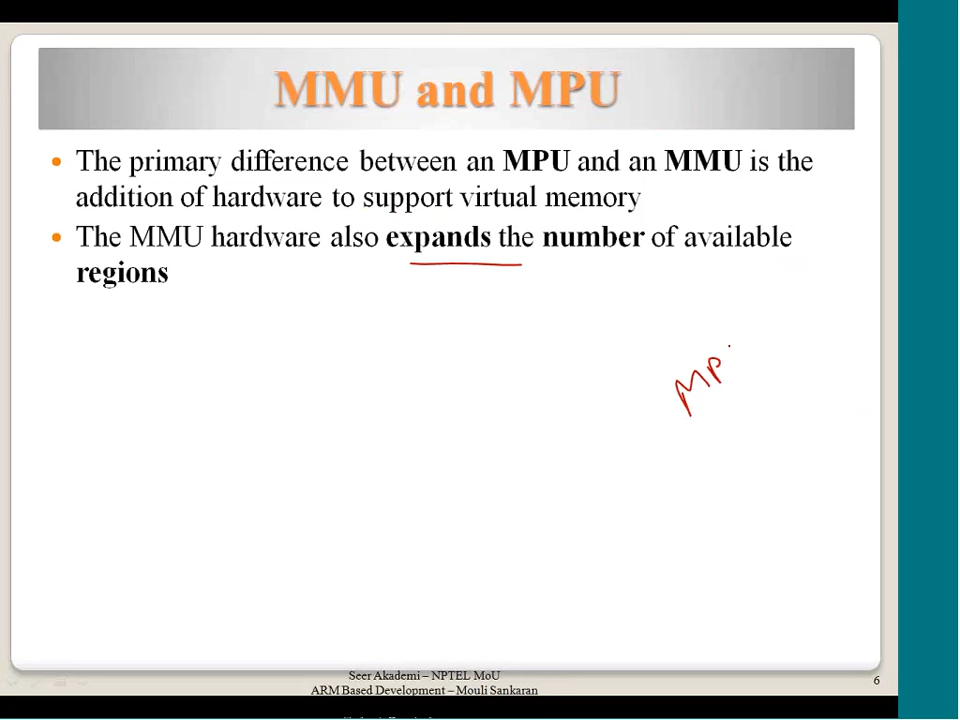 MMU and MPU
• The primary difference between an MPU and an MMU is the
addition of hardware to support virtual memory
• The MMU hardware also expands the number of available
regions
MP
Seer Akademi – NPTEL MoU
ARM Based Development – Mouli Sankaran
6